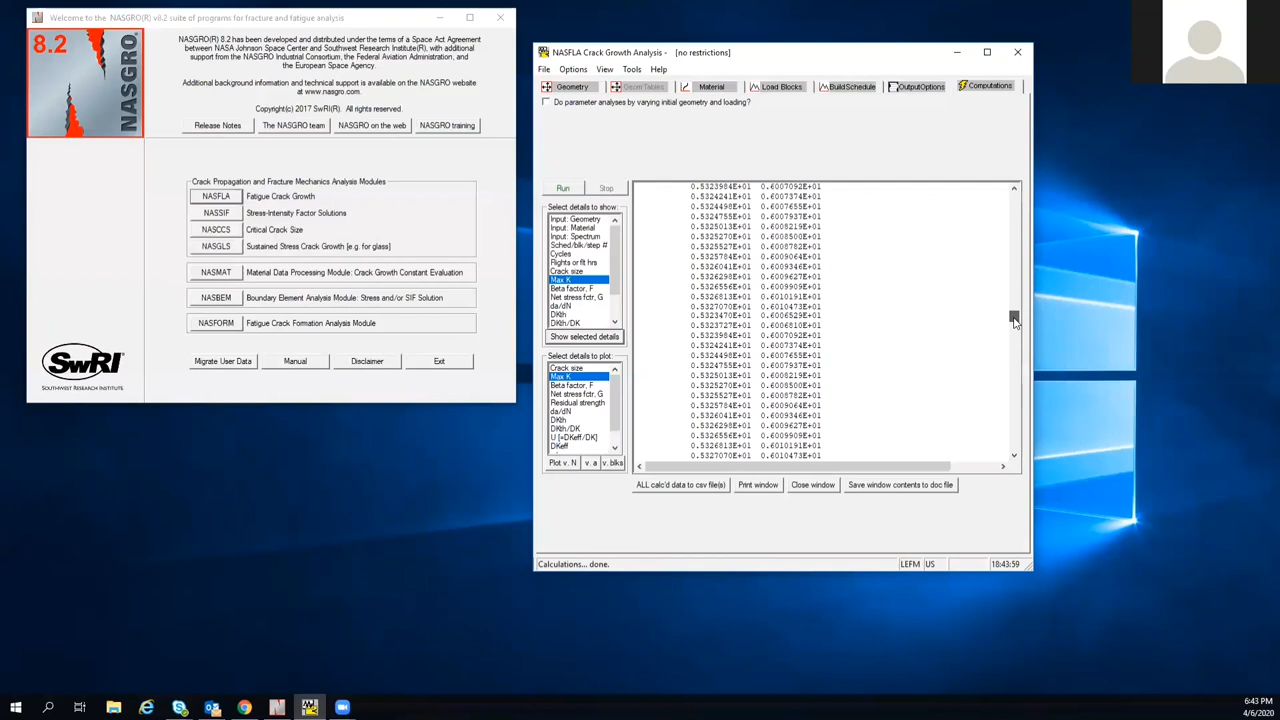 Welcome to the NASGRO(R) v8.2 suite of programs for fracture and fatigue analysis
8.2
NASGRO
NASGRO(R) 8.2 has been developed and distributed under the terms of a Space Act Agreement
between NASA Johnson Space Center and Southwest Research Institute(R), with additional
support from the NASGRO Industrial Consortium, the Federal Aviation Administration, and
the European Space Agency.
Additional background information and technical support is available on the NASGRO website
at www.nasgro.com.
Copyright(c) 2017 SwRI(R). All rights reserved.
Release Notes
The NASGRO team
NASGRO on the web
NASGRO training
Crack Propagation and Fracture Mechanics Analysis Modules
NASFLA Fatigue Crack Growth
NASSIF Stress-Intensity Factor Solutions
NASCCS Critical Crack Size
NASGLS Sustained Stress Crack Growth [e.g. for glass]
NASMAT Material Data Processing Module: Crack Growth Constant Evaluation
NASBEM Boundary Element Analysis Module: Stress and/or SIF Solution
NASFORM Fatigue Crack Formation Analysis Module
SwRI
SOUTHWEST RESEARCH INSTITUTE
Migrate User Data
Manual
Disclaimer
Exit
NASFLA Crack Growth Analysis - [no restrictions]
File Options View Tools Help
Geometry
Material
Load Blocks
BuildSchedule
OutputOptions
Computations
Do parameter analyses by varying initial geometry and loading?
Run
Stop
Select details to show:
Input: Geometry
Input: Material
Input: Spectrum
Sched/blk/step #
Cycles
Flights or flt hrs
Crack size
Max K
Beta factor, F
Net stress fctr, G
da/dN
DKth
DKth/DK
Show selected details
Select details to plot:
Crack size
Max K
Beta factor, F
Net stress fctr, G
Residual strength
da/dN
DKth
DKth/DK
U [=DKeff/DK]
DKeff
Plot v. N
v. a
v. blks
0.5323984E+01 0.6007092E+01
0.5324241E+01 0.6007374E+01
0.5324498E+01 0.6007655E+01
0.5324755E+01 0.6007937E+01
0.5325013E+01 0.6008219E+01
0.5325270E+01 0.6008500E+01
0.5325527E+01 0.6008782E+01
0.5325784E+01 0.6009064E+01
0.5326041E+01 0.6009346E+01
0.5326298E+01 0.6009627E+01
0.5326556E+01 0.6009909E+01
0.5326813E+01 0.6010191E+01
0.5327070E+01 0.6010473E+01
0.5323470E+01 0.6006529E+01
0.5323727E+01 0.6006810E+01
0.5323984E+01 0.6007092E+01
0.5324241E+01 0.6007374E+01
0.5324498E+01 0.6007655E+01
0.5324755E+01 0.6007937E+01
0.5325013E+01 0.6008219E+01
0.5325270E+01 0.6008500E+01
0.5325527E+01 0.6008782E+01
0.5325784E+01 0.6009064E+01
0.5326041E+01 0.6009346E+01
0.5326298E+01 0.6009627E+01
0.5326556E+01 0.6009909E+01
0.5326813E+01 0.6010191E+01
0.5327070E+01 0.6010473E+01
ALL calc'd data to csv file(s)
Print window
Close window
Save window contents to doc file
Calculations... done.
LEFM
US
18:43:59
6:43 PM
4/6/2020